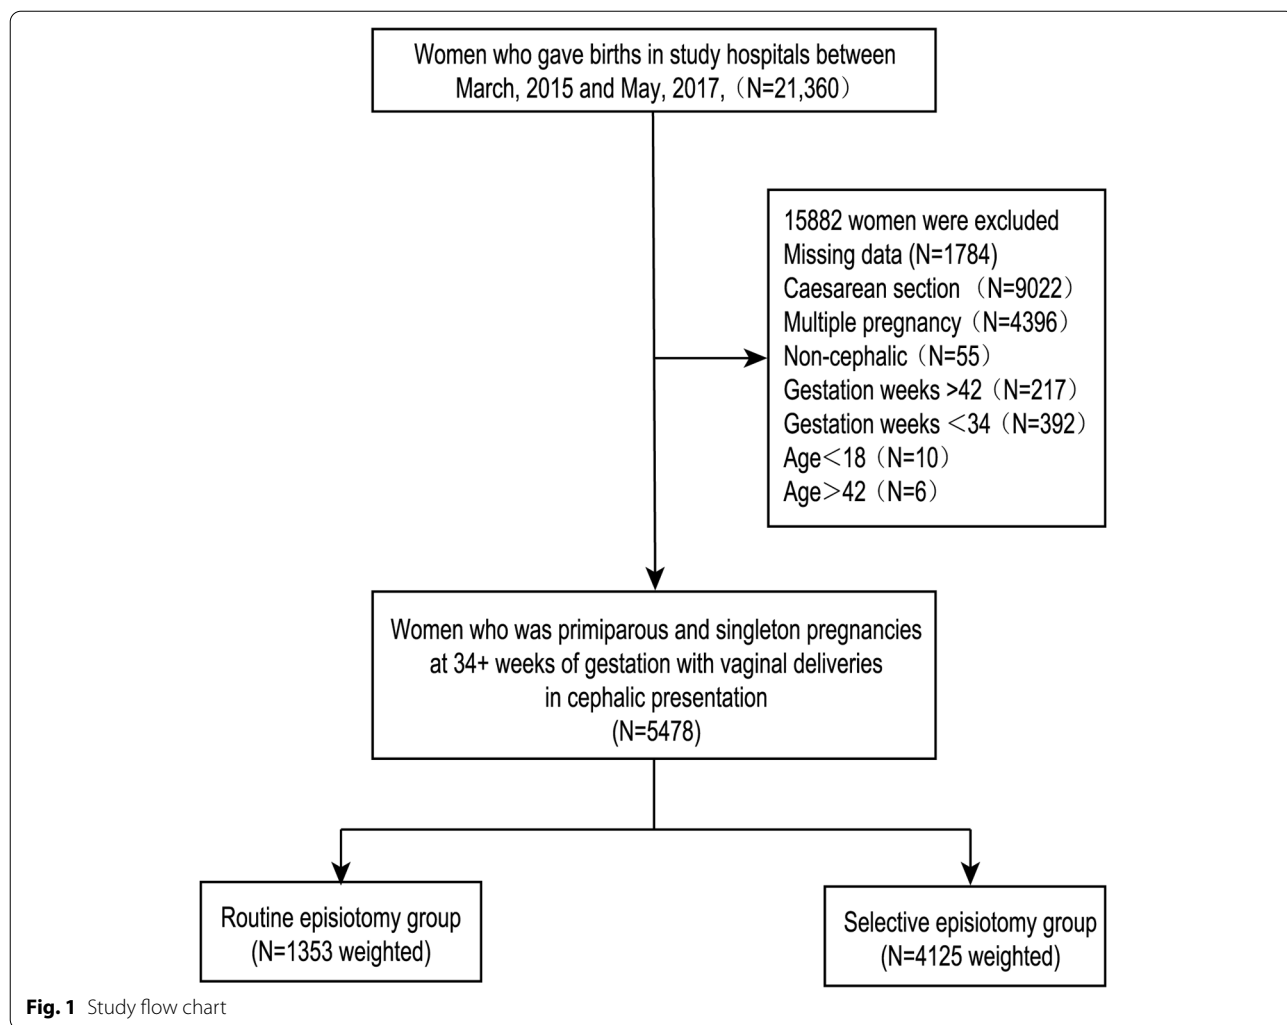 Women who gave births in study hospitals between
March, 2015 and May, 2017,（N=21,360）
15882 women were excluded
Missing data (N=1784)
Caesarean section （N=9022）
Multiple pregnancy（N=4396）
Non-cephalic（N=55）
Gestation weeks >42（N=217）
Gestation weeks ＜34（N=392）
Age＜18（N=10）
Age＞42（N=6）
Women who was primiparous and singleton pregnancies
at 34+ weeks of gestation with vaginal deliveries
in cephalic presentation
(N=5478)
Routine episiotomy group
(N=1353 weighted)
Selective episiotomy group
(N=4125 weighted)
Fig. 1 Study flow chart